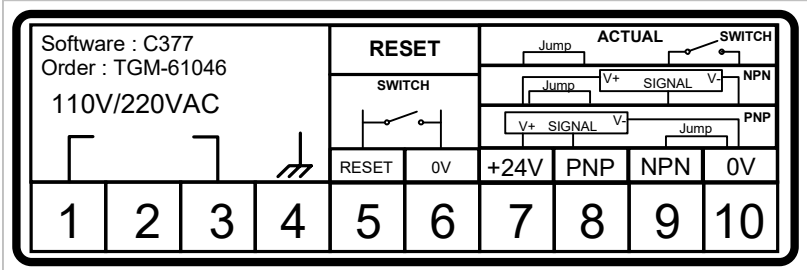 Software : C377
Order : TGM-61046
110V/220VAC
RESET
SWITCH
RESET 0V
ACTUAL
Jump SWITCH
V+ SIGNAL V- NPN
Jump
V+ SIGNAL V- PNP
Jump
+24V PNP NPN 0V
1 2 3 4 5 6 7 8 9 10